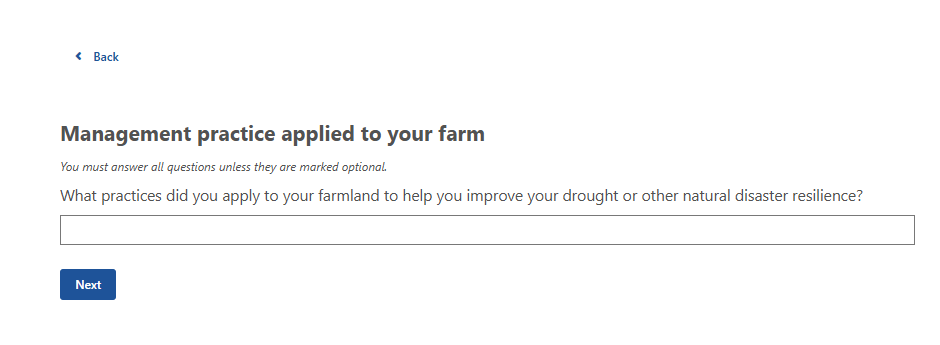 Back
Management practice applied to your farm
You must answer all questions unless they are marked optional.
What practices did you apply to your farmland to help you improve your drought or other natural disaster resilience?
Next